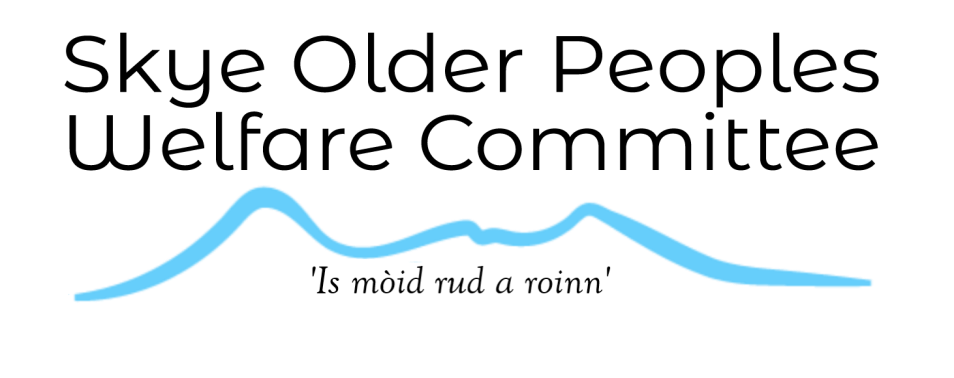 Skye Older Peoples
Welfare Committee
'Is mòid rud a roinn'